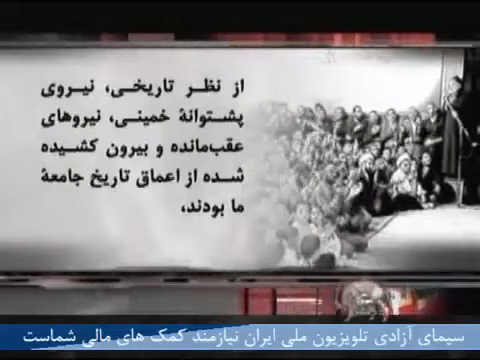 از نظر تاریخی، نیـروی
پشتوانهٔ خمینی، نیروهای
عقب‌مانده و بیرون کشیده
شده از اعماق تاریخ جامعهٔ
ما بودند،
سیمای آزادی تلویزیون ملی ایران نیازمند کمک های مالی شماست